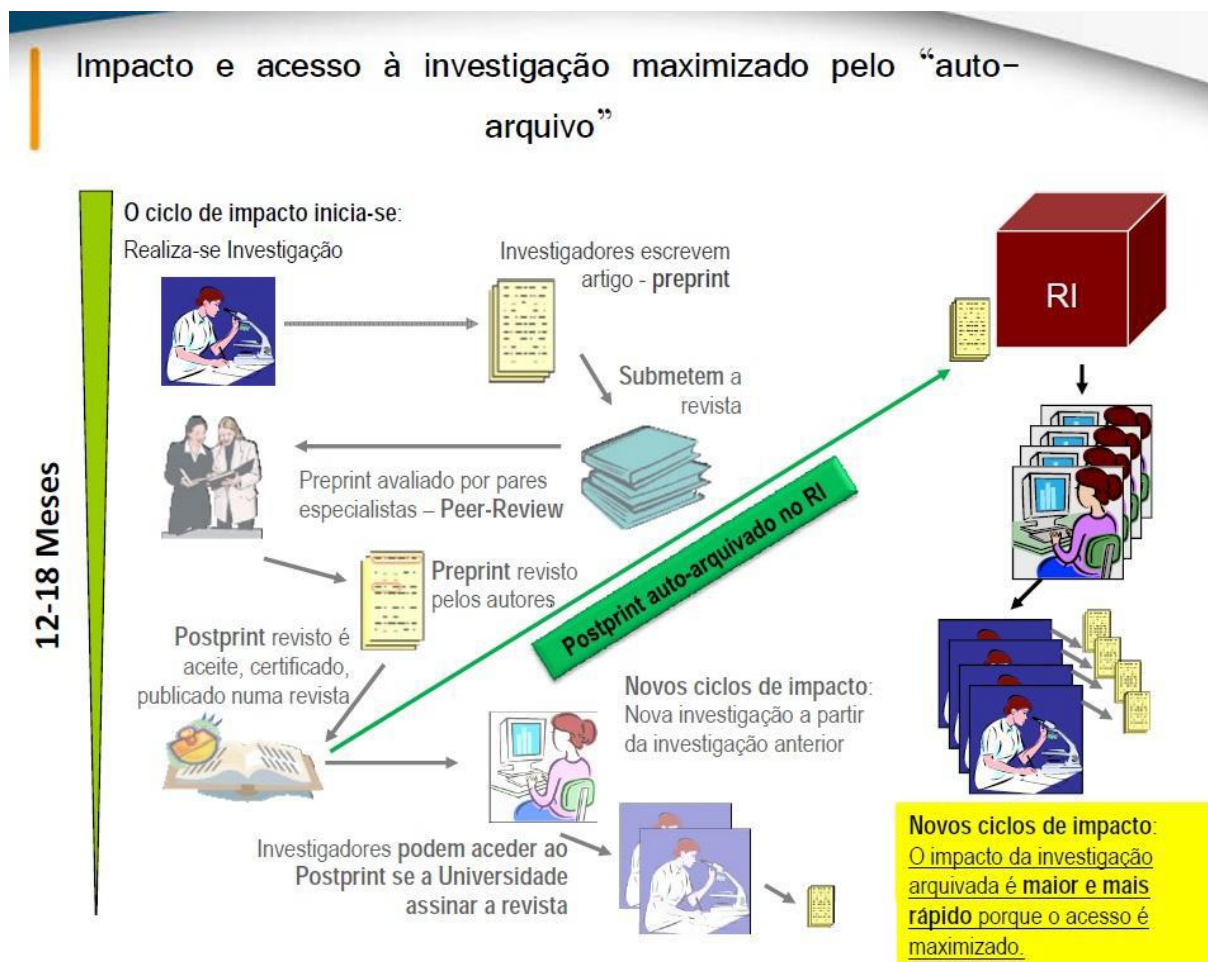 Impacto e acesso à investigação maximizado pelo “auto-
arquivo”
O ciclo de impacto inicia-se:
Realiza-se Investigação
Investigadores escrevem
artigo - preprint
Submetem a
revista
Preprint avaliado por pares
especialistas – Peer-Review
Preprint revisto
pelos autores
Postprint revisto é
aceite, certificado,
publicado numa revista
Investigadores podem aceder ao
Postprint se a Universidade
assinar a revista
Novos ciclos de impacto:
Nova investigação a partir
da investigação anterior
12-18 Meses
Postprint auto-arquivado no RI
RI
Novos ciclos de impacto:
O impacto da investigação
arquivada é maior e mais
rápido porque o acesso é
maximizado.